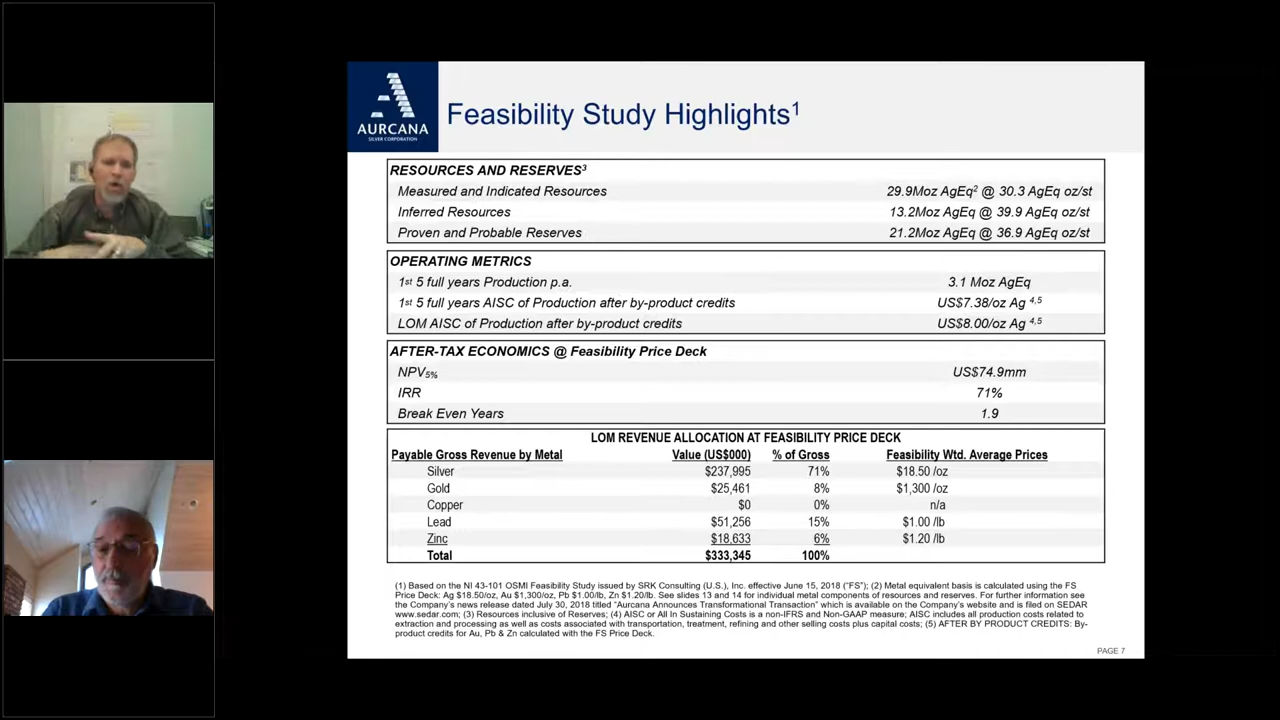 AURCANA
SILVER CORPORATION
Feasibility Study Highlights1
RESOURCES AND RESERVES3
Measured and Indicated Resources 29.9Moz AgEq2 @ 30.3 AgEq oz/st
Inferred Resources 13.2Moz AgEq @ 39.9 AgEq oz/st
Proven and Probable Reserves 21.2Moz AgEq @ 36.9 AgEq oz/st
OPERATING METRICS
1st 5 full years Production p.a. 3.1 Moz AgEq
1st 5 full years AISC of Production after by-product credits US$7.38/oz Ag 4,5
LOM AISC of Production after by-product credits US$8.00/oz Ag 4,5
AFTER-TAX ECONOMICS @ Feasibility Price Deck
NPV5% US$74.9mm
IRR 71%
Break Even Years 1.9
LOM REVENUE ALLOCATION AT FEASIBILITY PRICE DECK
Payable Gross Revenue by Metal Value (US$000) % of Gross Feasibility Wtd. Average Prices
Silver $237,995 71% $18.50 /oz
Gold $25,461 8% $1,300 /oz
Copper $0 0% n/a
Lead $51,256 15% $1.00 /lb
Zinc $18,633 6% $1.20 /lb
Total $333,345 100%
(1) Based on the NI 43-101 OSMI Feasibility Study issued by SRK Consulting (U.S.), Inc. effective June 15, 2018 ("FS"); (2) Metal equivalent basis is calculated using the FS
Price Deck: Ag $18.50/oz, Au $1,300/oz, Pb $1.00/lb, Zn $1.20/lb. See slides 13 and 14 for individual metal components of resources and reserves. For further information see
the Company's news release dated July 30, 2018 titled "Aurcana Announces Transformational Transaction" which is available on the Company's website and is filed on SEDAR
www.sedar.com; (3) Resources inclusive of Reserves; (4) AISC or All In Sustaining Costs is a non-IFRS and Non-GAAP measure; AISC includes all production costs related to
extraction and processing as well as costs associated with transportation, treatment, refining and other selling costs plus capital costs; (5) AFTER BY PRODUCT CREDITS: By-
product credits for Au, Pb & Zn calculated with the FS Price Deck.
PAGE 7